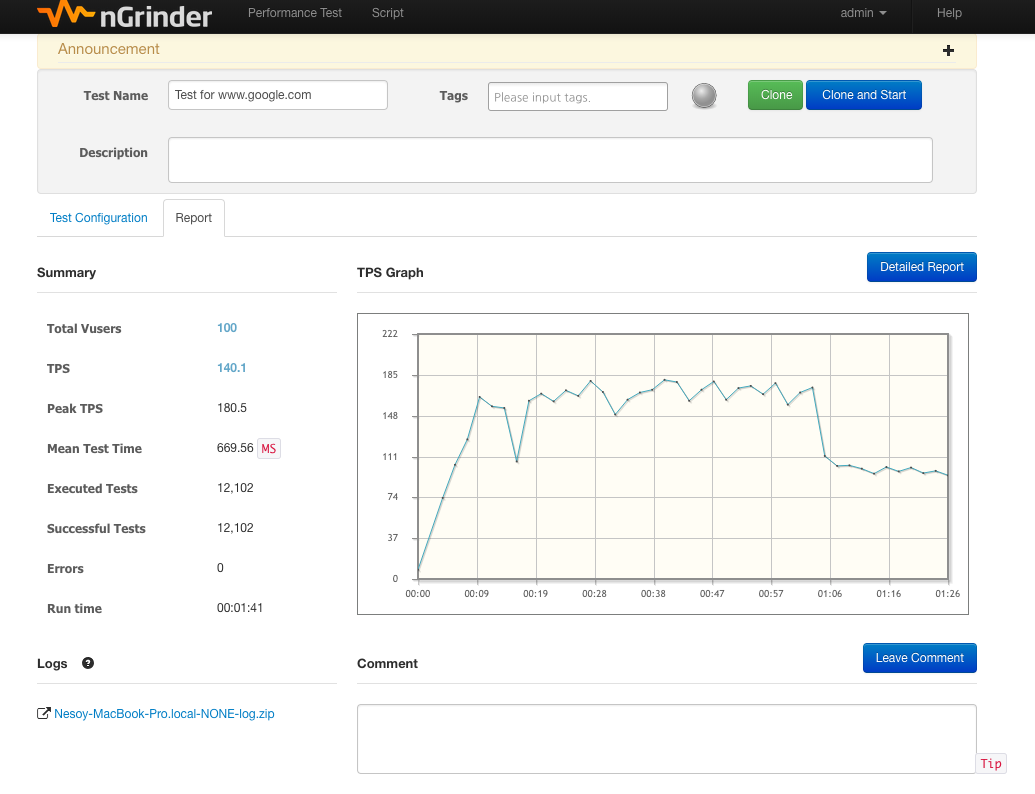 nGrinder Performance Test Script admin Help
Announcement
Test Name Test for www.google.com Tags Please input tags. Clone Clone and Start
Description
Test Configuration Report
Summary
Total Vusers 100
TPS 140.1
Peak TPS 180.5
Mean Test Time 669.56 MS
Executed Tests 12,102
Successful Tests 12,102
Errors 0
Run time 00:01:41
TPS Graph Detailed Report
222
185
148
111
74
37
0
00:00 00:09 00:19 00:28 00:38 00:47 00:57 01:06 01:16 01:26
Logs ?
Nesoy-MacBook-Pro.local-NONE-log.zip
Comment Leave Comment
Tip